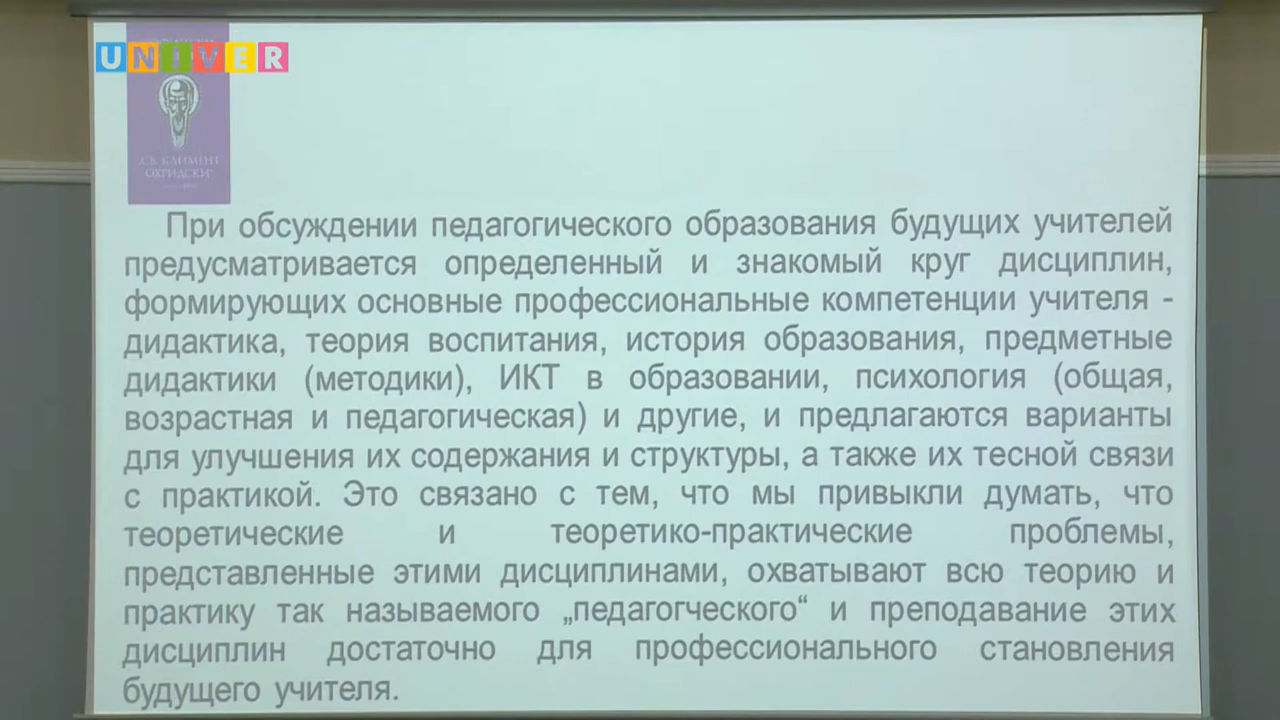 UNIVER
„СВ. КЛИМЕНТ
ОХРИДСКИ“
При обсуждении педагогического образования будущих учителей
предусматривается определенный и знакомый круг дисциплин,
формирующих основные профессиональные компетенции учителя -
дидактика, теория воспитания, история образования, предметные
дидактики (методики), ИКТ в образовании, психология (общая,
возрастная и педагогическая) и другие, и предлагаются варианты
для улучшения их содержания и структуры, а также их тесной связи
с практикой. Это связано с тем, что мы привыкли думать, что
теоретические и теоретико-практические проблемы,
представленные этими дисциплинами, охватывают всю теорию и
практику так называемого „педагогческого“ и преподавание этих
дисциплин достаточно для профессионального становления
будущего учителя.